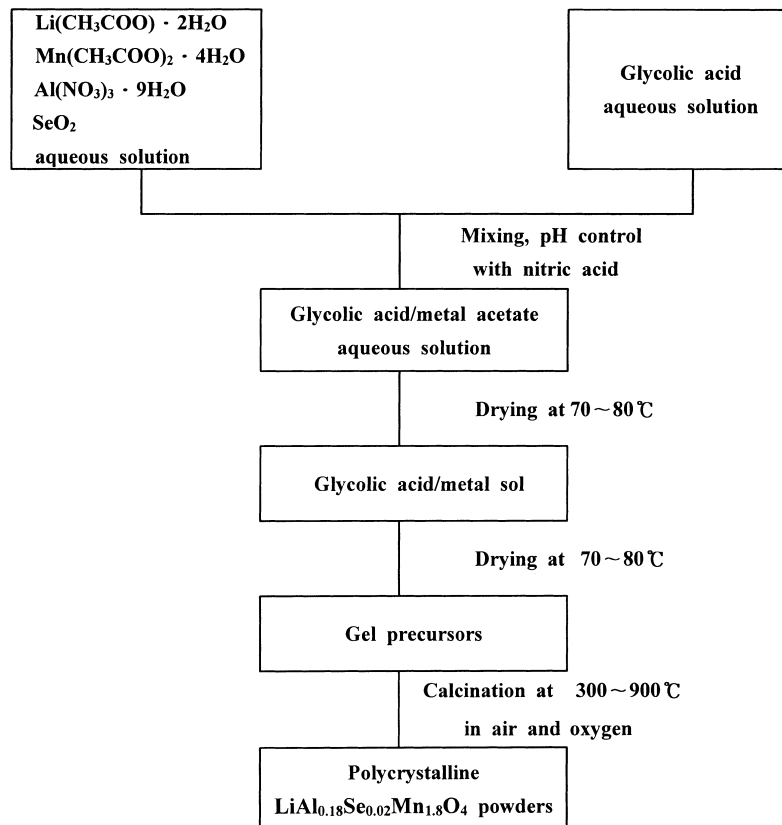 Li(CH₃COO) · 2H₂O
Mn(CH₃COO)₂ · 4H₂O
Al(NO₃)₃ · 9H₂O
SeO₂
aqueous solution
Glycolic acid
aqueous solution
Mixing, pH control
with nitric acid
Glycolic acid/metal acetate
aqueous solution
Drying at 70~80℃
Glycolic acid/metal sol
Drying at 70~80℃
Gel precursors
Calcination at 300~900℃
in air and oxygen
Polycrystalline
LiAl₀.₁₈Se₀.₀₂Mn₁.₈O₄ powders